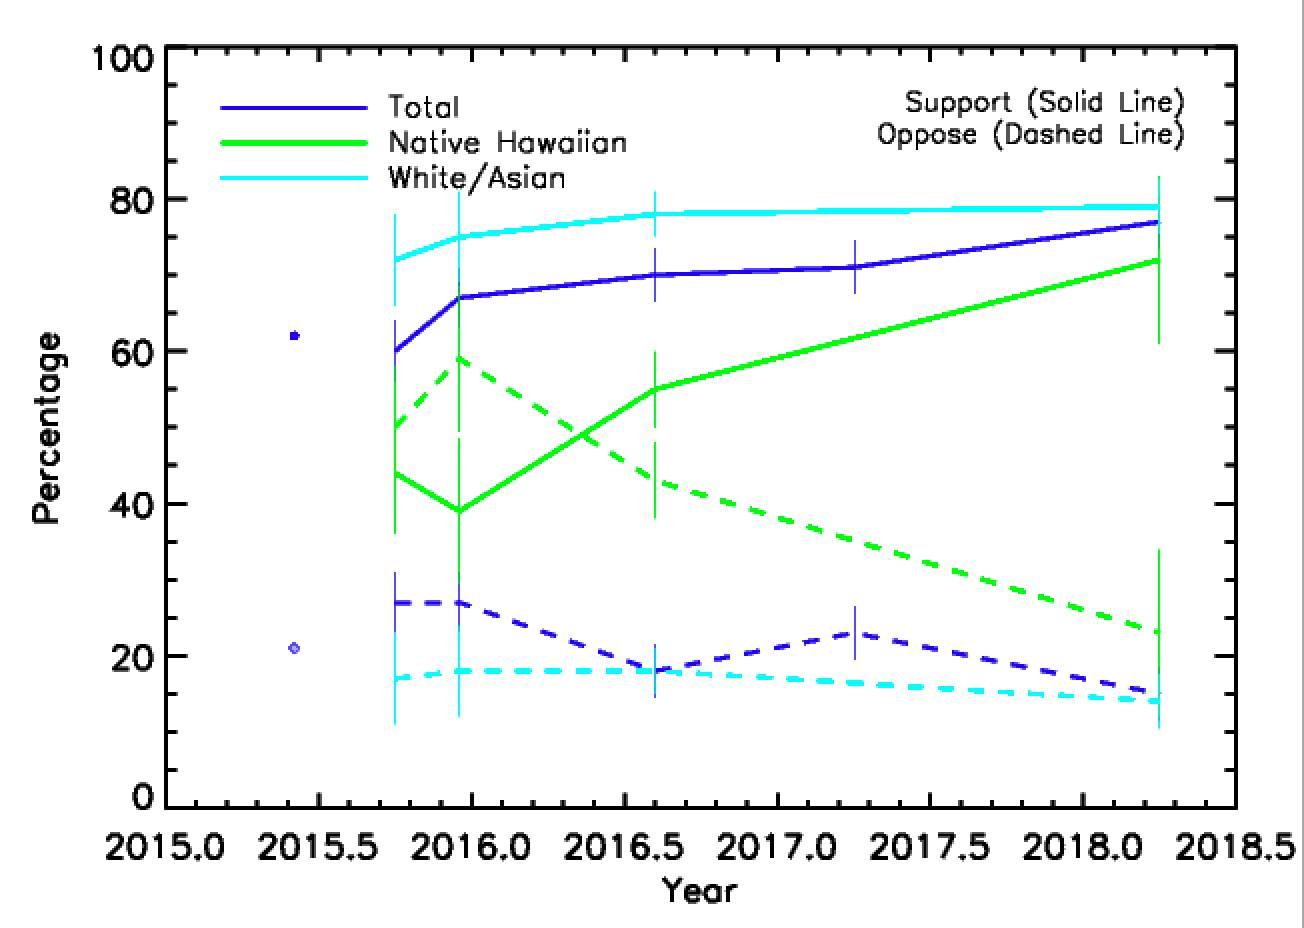 100
Total
Support (Solid Line)
Native Hawaiian
Oppose (Dashed Line)
White/Asian
80
60
Percentage
40
20
0
2015.0 2015.5 2016.0 2016.5 2017.0 2017.5 2018.0 2018.5
Year